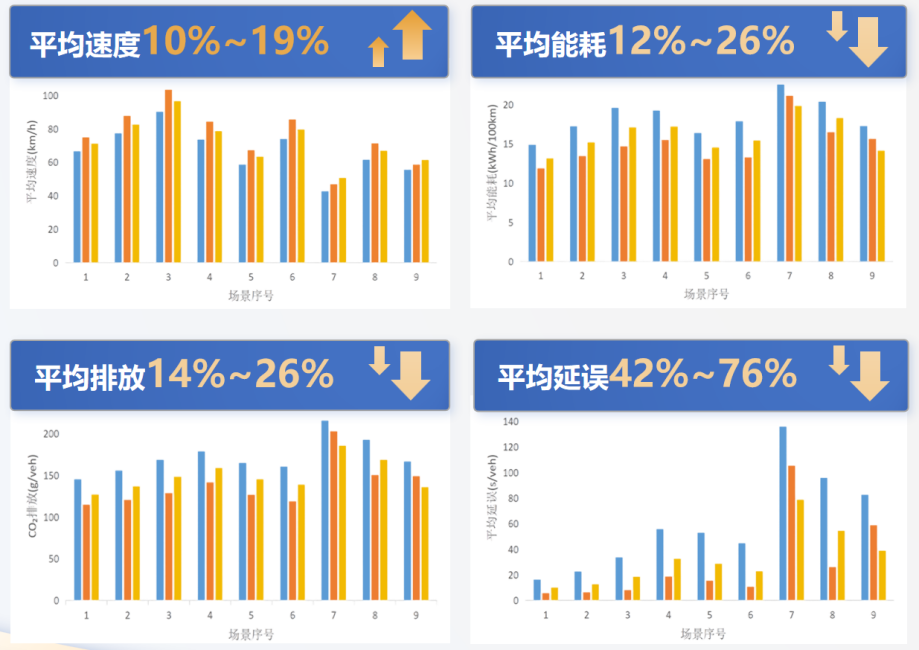 平均速度10%~19%
平均速度(km/h)
100
80
60
40
20
0
1 2 3 4 5 6 7 8 9
场景序号
平均能耗12%~26%
平均能耗(kWh/100km)
20
15
10
5
0
1 2 3 4 5 6 7 8 9
场景序号
平均排放14%~26%
CO₂排放(g/veh)
200
150
100
50
0
1 2 3 4 5 6 7 8 9
场景序号
平均延误42%~76%
平均延误(s/veh)
140
120
100
80
60
40
20
0
1 2 3 4 5 6 7 8 9
场景序号